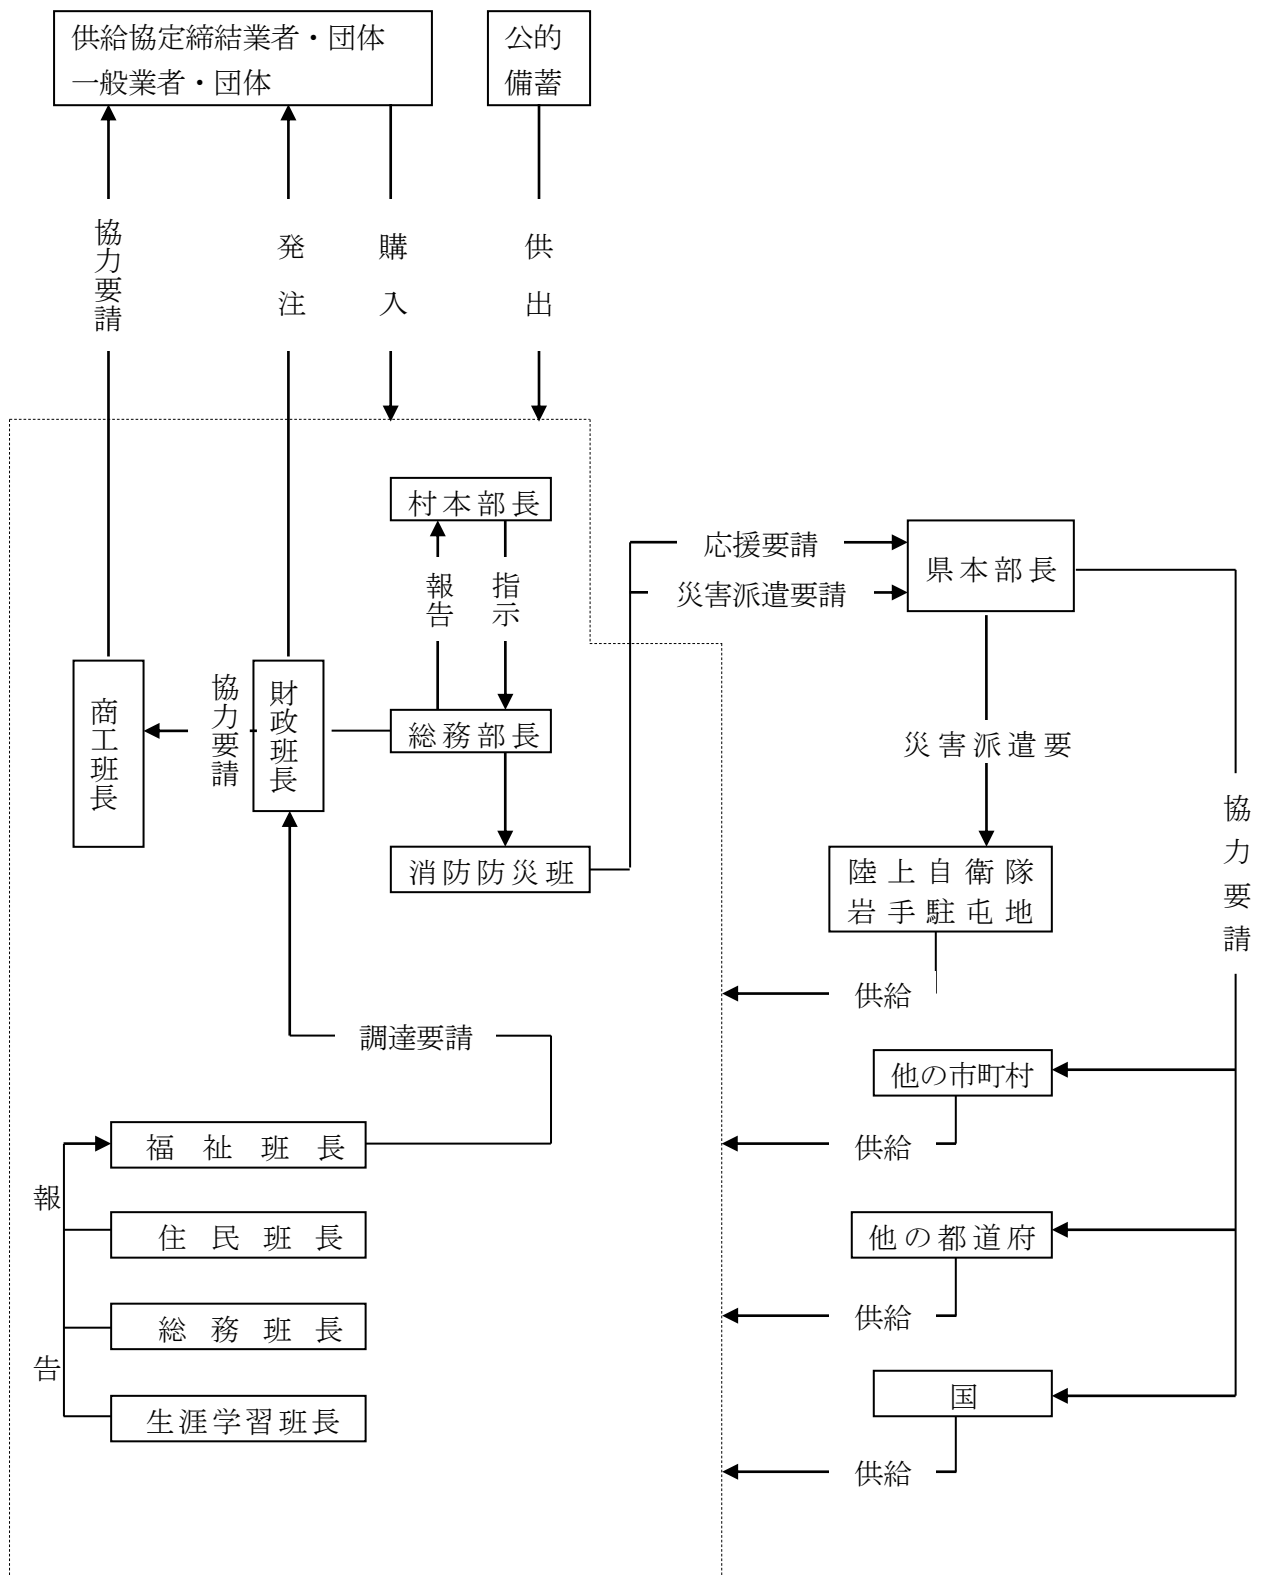 供給協定締結業者・団体
一般業者・団体
公的
備蓄
協力要請
発注
購入
供出
村本部長
報告
指示
応援要請
災害派遣要請
県本部長
商工班長
協力要請
財政班長
総務部長
災害派遣要
協力要請
消防防災班
陸上自衛隊
岩手駐屯地
供給
調達要請
他の市町村
供給
福祉班長
報告
住民班長
他の都道府
供給
総務班長
国
生涯学習班長
供給